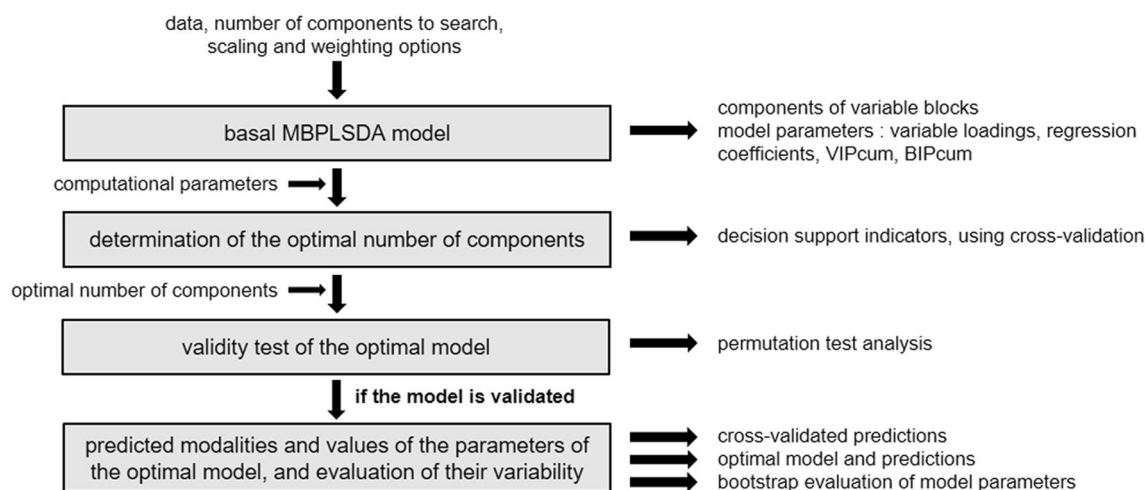 data, number of components to search,
scaling and weighting options
basal MBPLSDA model
components of variable blocks
model parameters : variable loadings, regression
coefficients, VIPcum, BIPcum
computational parameters
determination of the optimal number of components
decision support indicators, using cross-validation
optimal number of components
validity test of the optimal model
permutation test analysis
if the model is validated
predicted modalities and values of the parameters of
the optimal model, and evaluation of their variability
cross-validated predictions
optimal model and predictions
bootstrap evaluation of model parameters